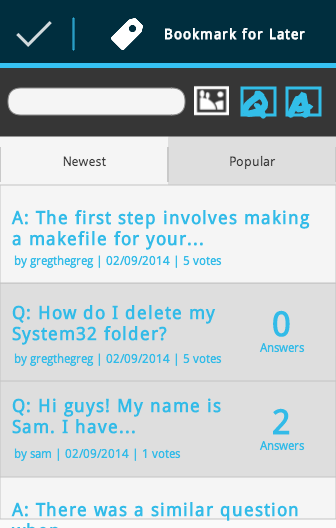 Bookmark for Later
Q A
Newest
Popular
A: The first step involves making
a makefile for your...
by gregthegreg | 02/09/2014 | 5 votes
Q: How do I delete my
System32 folder?
by gregthegreg | 02/09/2014 | 5 votes
0
Answers
Q: Hi guys! My name is
Sam. I have...
by sam | 02/09/2014 | 1 votes
2
Answers
A: There was a similar question
when